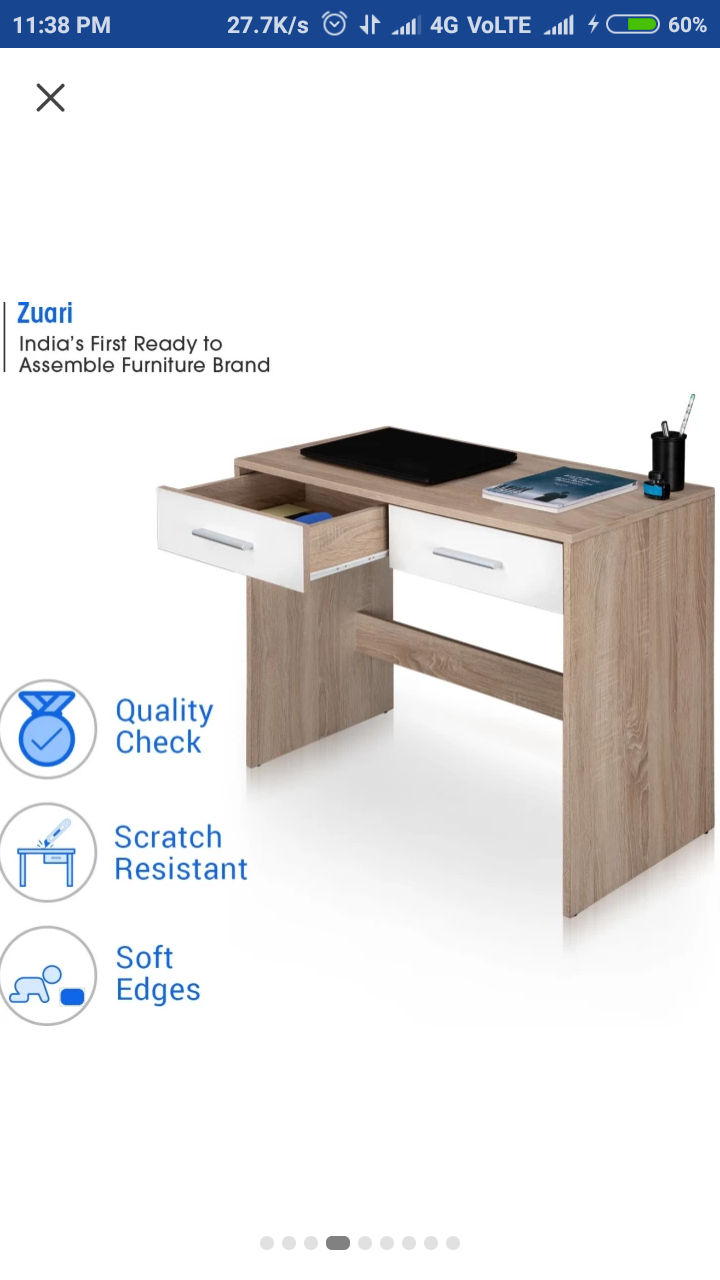 11:38 PM 27.7K/s 4G VoLTE 60%
Zuari
India's First Ready to
Assemble Furniture Brand
Quality
Check
Scratch
Resistant
Soft
Edges